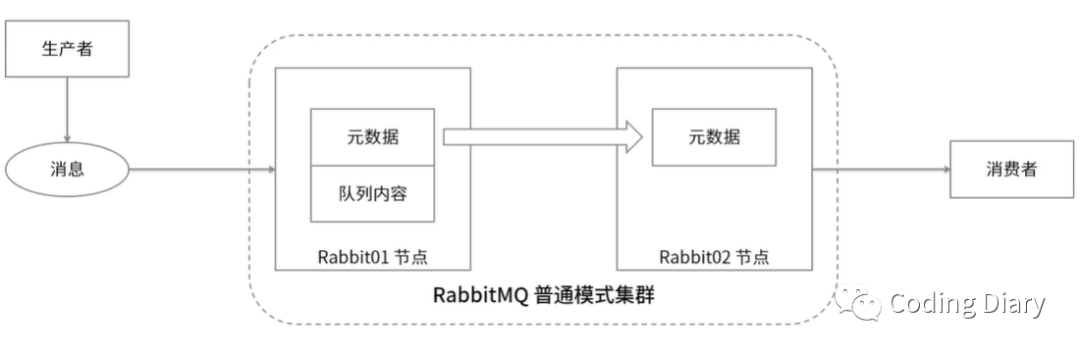 生产者
消息
元数据
队列内容
Rabbit01 节点
元数据
Rabbit02 节点
消费者
RabbitMQ 普通模式集群
Coding Diary